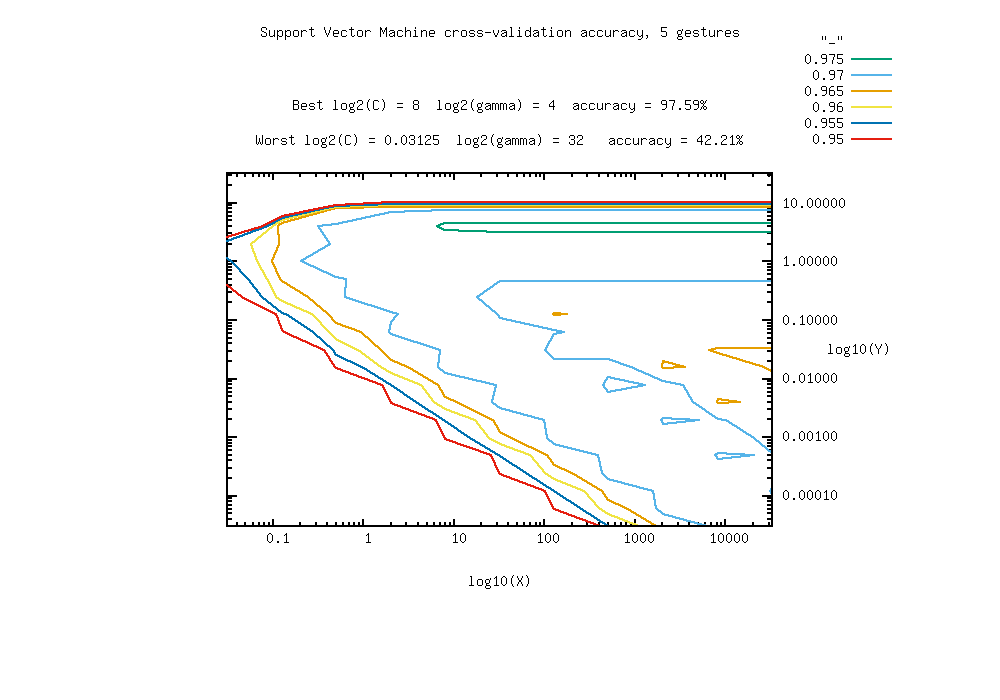 Support Vector Machine cross-validation accuracy, 5 gestures
"_"
0.975
0.97
0.965
0.96
0.955
0.95
Best log2(C) = 8  log2(gamma) = 4  accuracy = 97.59%
Worst log2(C) = 0.03125  log2(gamma) = 32   accuracy = 42.21%
10.00000
1.00000
0.10000
log10(Y)
0.01000
0.00100
0.00010
0.1 1 10 100 1000 10000
log10(X)